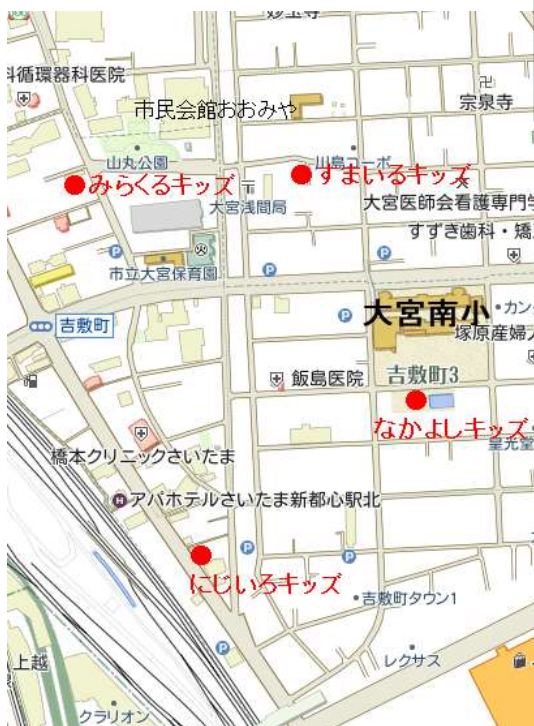 妙玉寺
科循環器科医院
宗泉寺
市民会館おおみや
山丸公園
川島コーポ
みらくるキッズ
すまいるキッズ
大宮浅間局
大宮医師会看護専門学
すずき歯科・矯
市立大宮保育園
大宮南小
カン
吉敷町
塚原産婦人
飯島医院
吉敷町3
なかよしキッズ
皇光堂
橋本クリニックさいたま
アパホテルさいたま新都心駅北
にじいろキッズ
吉敷町タウン1
上越
レクサス
クラリオン